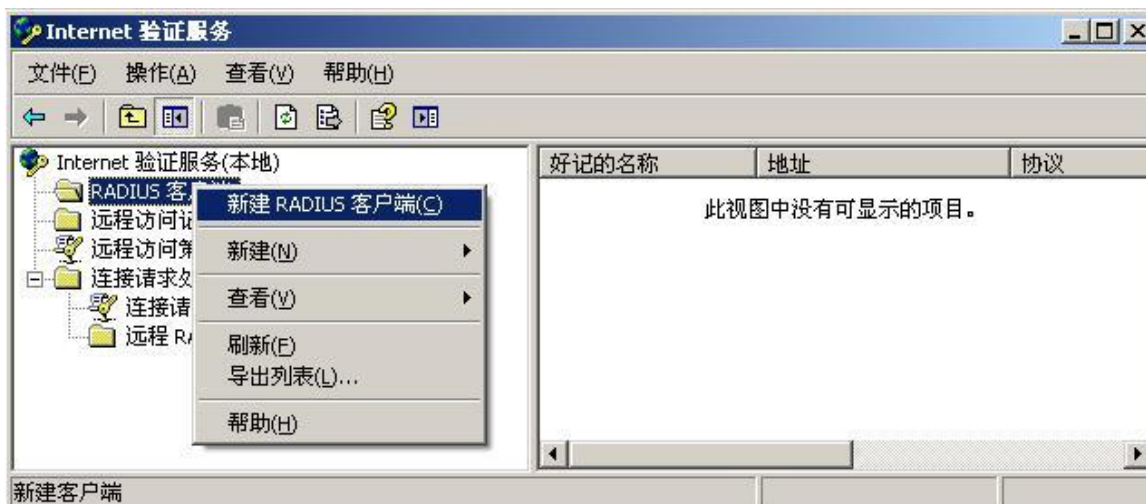 Internet 验证服务
文件(F) 操作(A) 查看(V) 帮助(H)
Internet 验证服务(本地)
RADIUS 客
远程访问
远程访问
连接请求
连接请
远程
新建 RADIUS 客户端(C)
新建(N)
查看(V)
刷新(F)
导出列表(L)...
帮助(H)
好记的名称 地址 协议
此视图中没有可显示的项目。
新建客户端